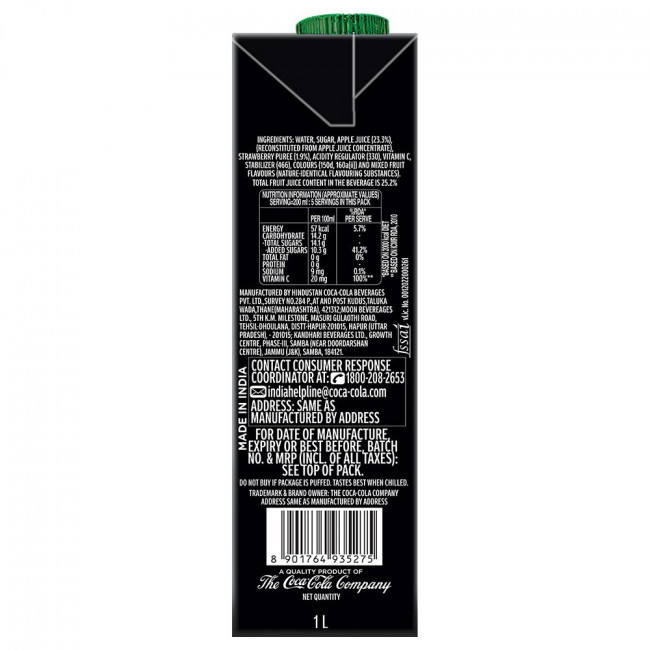 INGREDIENTS: WATER, SUGAR, APPLE JUICE (23.3%),
(RECONSTITUTED FROM APPLE JUICE CONCENTRATE),
STRAWBERRY PUREE (1.9%), ACIDITY REGULATOR (330), VITAMIN C,
STABILIZER (466), COLOURS (150d, 160a(ii)) AND MIXED FRUIT
FLAVOURS (NATURE-IDENTICAL FLAVOURING SUBSTANCES).
TOTAL FRUIT JUICE CONTENT IN THE BEVERAGE IS 25.2%
NUTRITION INFORMATION (APPROXIMATE VALUES)
SERVING=200 ml : 5 SERVINGS IN THIS PACK
PER 100ml %RDA* PER SERVE
ENERGY 57 kcal 5.7%
CARBOHYDRATE 14.2 g -
-TOTAL SUGARS 14.1 g -
-ADDED SUGARS 10.3 g 41.2%
TOTAL FAT 0 g 0%
PROTEIN 0 g -
SODIUM 9 mg 0.1%
VITAMIN C 20 mg 100%**
*BASED ON 2000 kcal DIET
** BASED ON ICMR RDA, 2010
fssai Lic. No. 0012022000261
MANUFACTURED BY HINDUSTAN COCA-COLA BEVERAGES
PVT. LTD.,SURVEY NO.284 P.,AT AND POST KUDUS,TALUKA
WADA,THANE(MAHARASHTRA), 421312;MOON BEVERAGES
LTD., 5TH K.M. MILESTONE, MASURI GULAOTHI ROAD,
TEHSIL-DHOULANA, DISTT-HAPUR-201015, HAPUR (UTTAR
PRADESH), - 201015; KANDHARI BEVERAGES LTD., GROWTH
CENTRE, PHASE-III, SAMBA (NEAR DOORDARSHAN
CENTRE), JAMMU (J&K), SAMBA, 184121.
MADE IN INDIA
CONTACT CONSUMER RESPONSE
COORDINATOR AT: 1800-208-2653
indiahelpline@coca-cola.com
ADDRESS: SAME AS
MANUFACTURED BY ADDRESS
FOR DATE OF MANUFACTURE,
EXPIRY OR BEST BEFORE, BATCH
NO. & MRP (INCL. OF ALL TAXES):
SEE TOP OF PACK.
DO NOT BUY IF PACKAGE IS PUFFED. TASTES BEST WHEN CHILLED.
TRADEMARK & BRAND OWNER: THE COCA-COLA COMPANY
ADDRESS SAME AS MANUFACTURED BY ADDRESS
8 901764 935275
A QUALITY PRODUCT OF
The Coca-Cola Company
NET QUANTITY
1 L